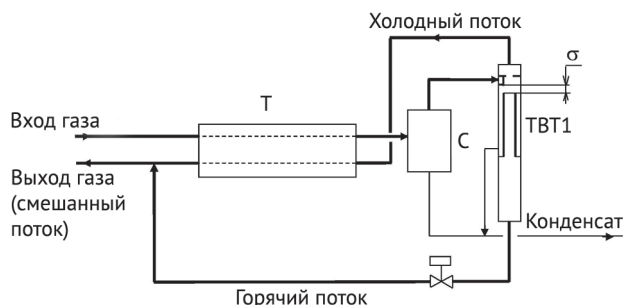 Холодный поток
σ
Т
Вход газа
С
ТВТ1
Выход газа
(смешанный
поток)
Конденсат
Горячий поток